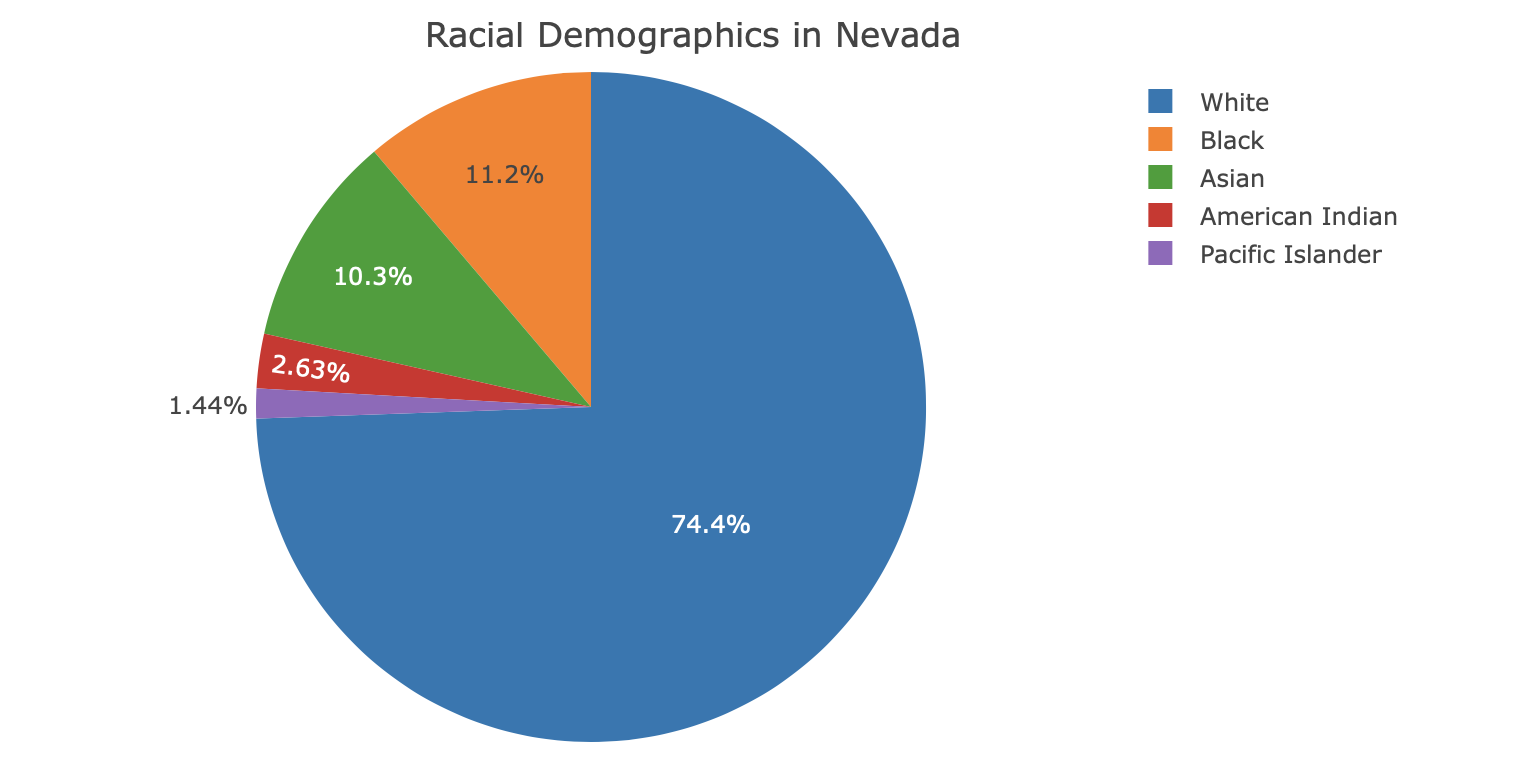 Racial Demographics in Nevada
White
Black
Asian
American Indian
Pacific Islander
11.2%
10.3%
2.63%
1.44%
74.4%